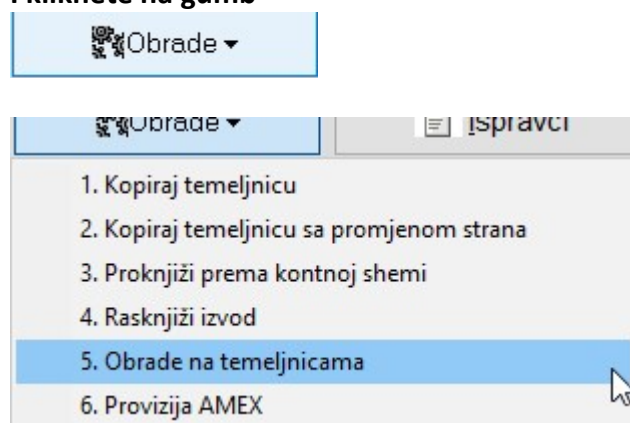 i kliknete na gumb
Obrade
Obrade Ispravci
1. Kopiraj temeljnicu
2. Kopiraj temeljnicu sa promjenom strana
3. Proknjiži prema kontnoj shemi
4. Rasknjiži izvod
5. Obrade na temeljnicama
6. Provizija AMEX